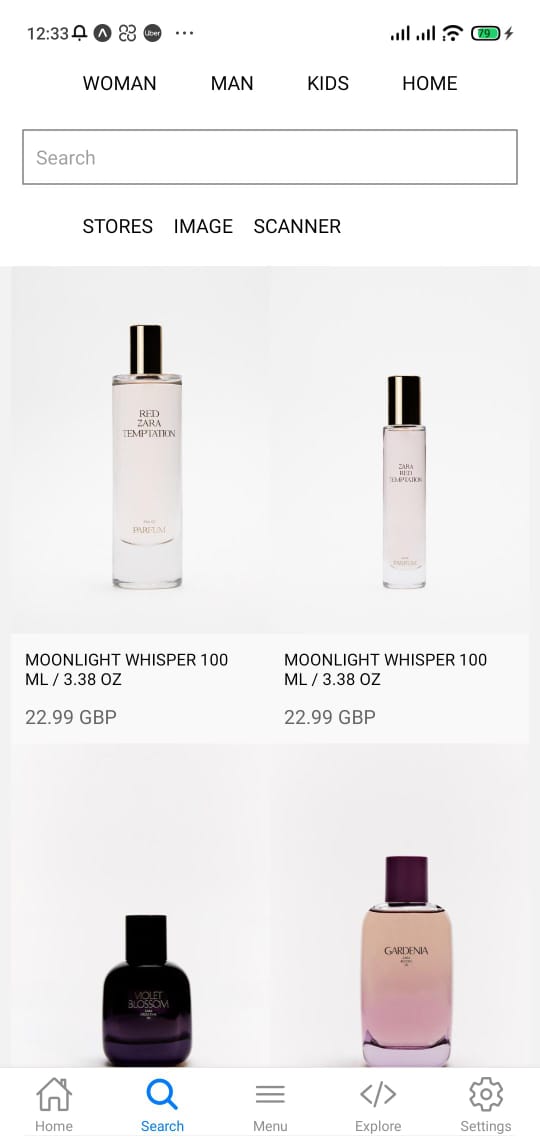 12:33
Uber
79
WOMAN MAN KIDS HOME
Search
STORES IMAGE SCANNER
RED
ZARA
TEMPTATION
PARFUM
ZARA
RED
TEMPTATION
PARFUM
MOONLIGHT WHISPER 100
ML / 3.38 OZ
22.99 GBP
MOONLIGHT WHISPER 100
ML / 3.38 OZ
22.99 GBP
VIOLET
BLOSSOM
ZARA
GARDENIA
ZARA
Home Search Menu Explore Settings